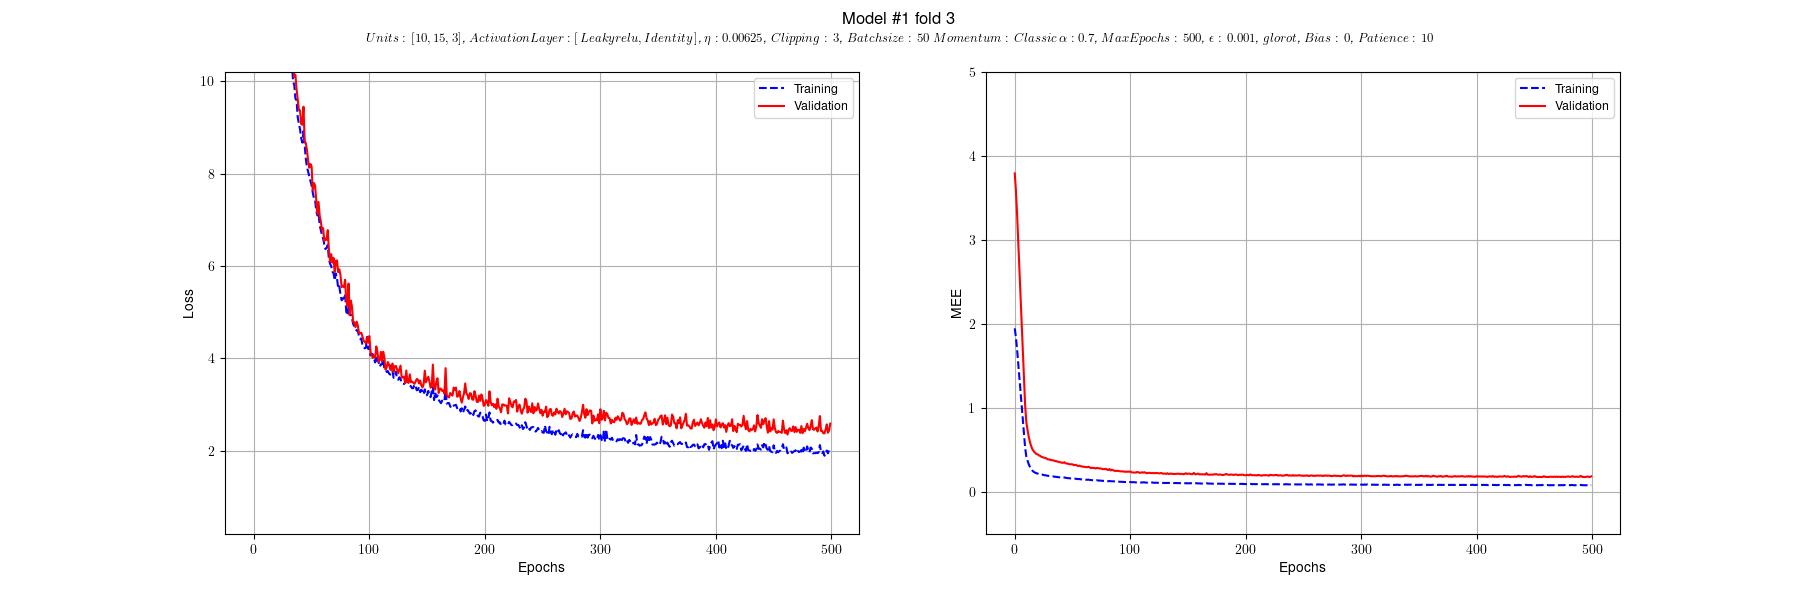 Model #1 fold 3
Units : [10, 15, 3], ActivationLayer : [ Leakyrelu, Identity], η : 0.00625, Clipping : 3, Batchsize : 50 Momentum : Classic α : 0.7, MaxEpochs : 500, ϵ : 0.001, glorot, Bias : 0, Patience : 10
10
8
6
4
2
Loss
0 100 200 300 400 500
Epochs
Training
Validation
5
4
3
2
1
0
MEE
0 100 200 300 400 500
Epochs
Training
Validation